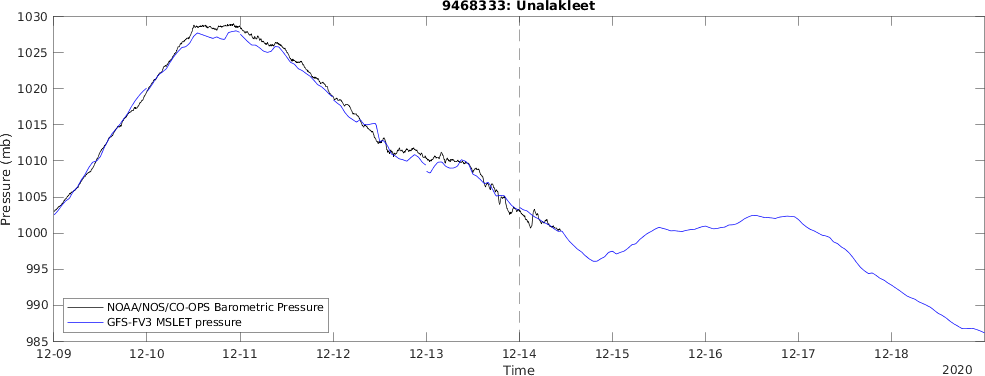 9468333: Unalakleet
Pressure (mb)
1030
1025
1020
1015
1010
1005
1000
995
990
985
NOAA/NOS/CO-OPS Barometric Pressure
GFS-FV3 MSLET pressure
12-09 12-10 12-11 12-12 12-13 12-14 12-15 12-16 12-17 12-18
Time
2020